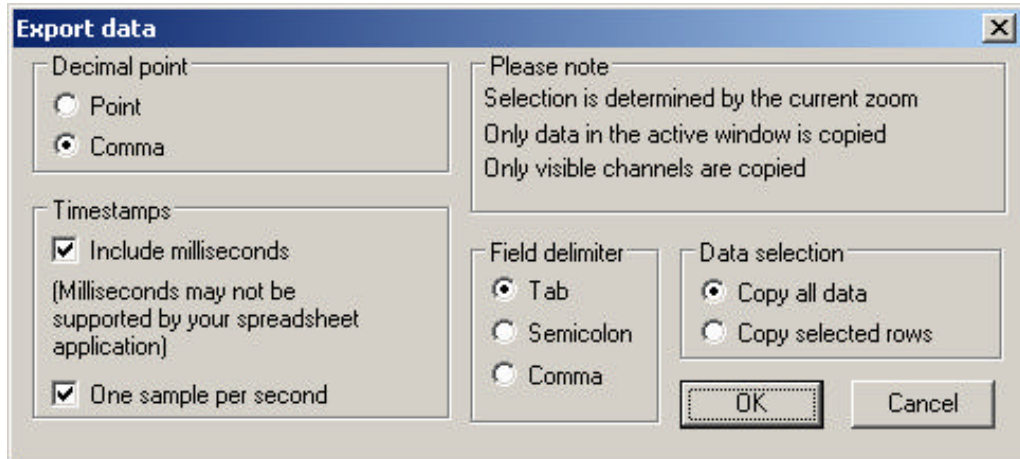 Export data
Decimal point
Point
Comma
Please note
Selection is determined by the current zoom
Only data in the active window is copied
Only visible channels are copied
Timestamps
Include milliseconds
(Milliseconds may not be
supported by your spreadsheet
application)
One sample per second
Field delimiter
Tab
Semicolon
Comma
Data selection
Copy all data
Copy selected rows
OK
Cancel